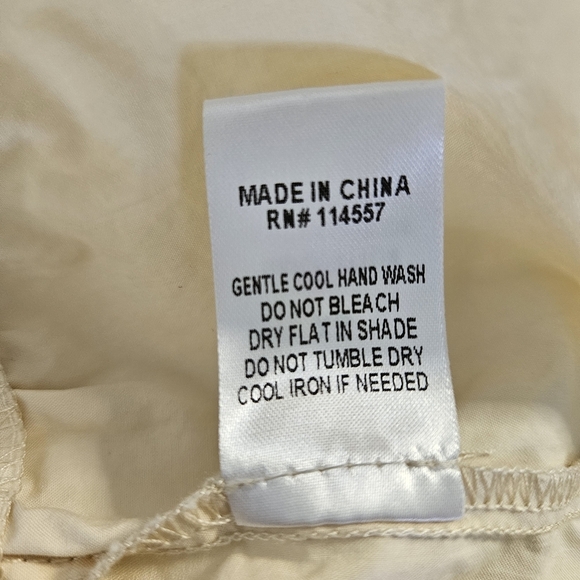 MADE IN CHINA
RN# 114557
GENTLE COOL HAND WASH
DO NOT BLEACH
DRY FLAT IN SHADE
DO NOT TUMBLE DRY
COOL IRON IF NEEDED